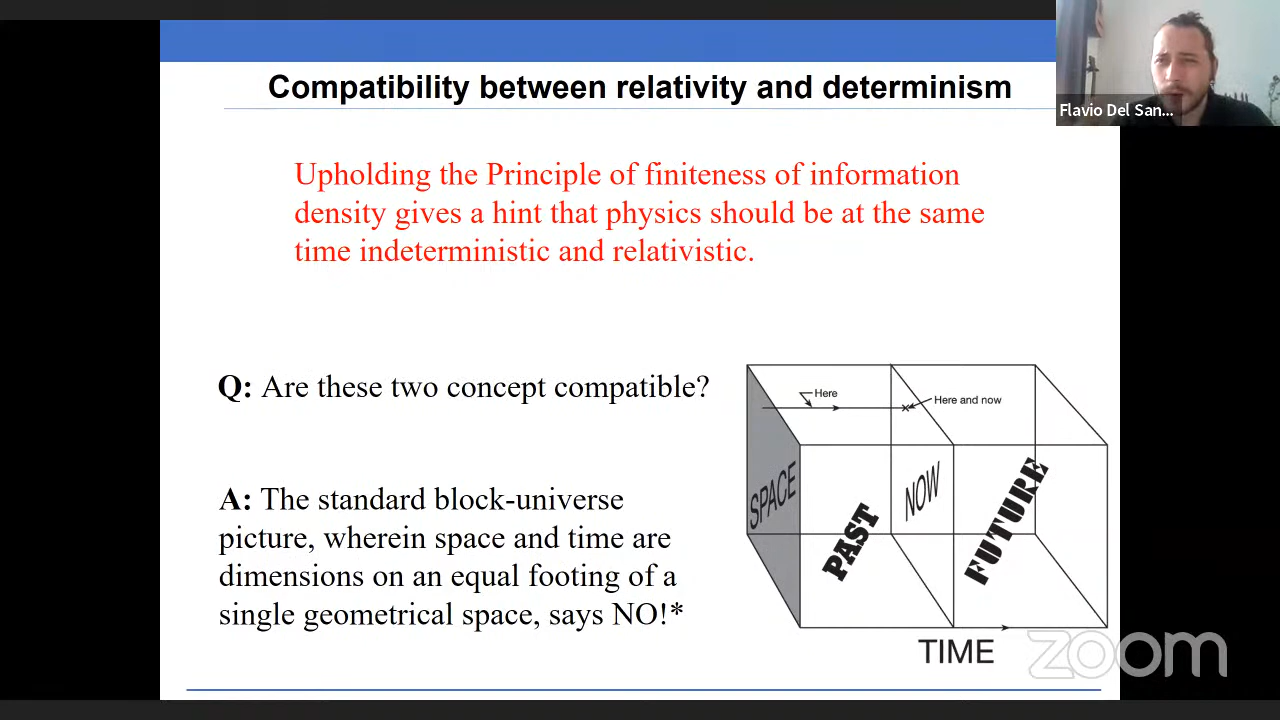 Compatibility between relativity and determinism
Flavio Del San...
Upholding the Principle of finiteness of information
density gives a hint that physics should be at the same
time indeterministic and relativistic.
Q: Are these two concept compatible?
A: The standard block-universe
picture, wherein space and time are
dimensions on an equal footing of a
single geometrical space, says NO!*
Here
Here and now
SPACE
PAST
NOW
FUTURE
TIME
zoom